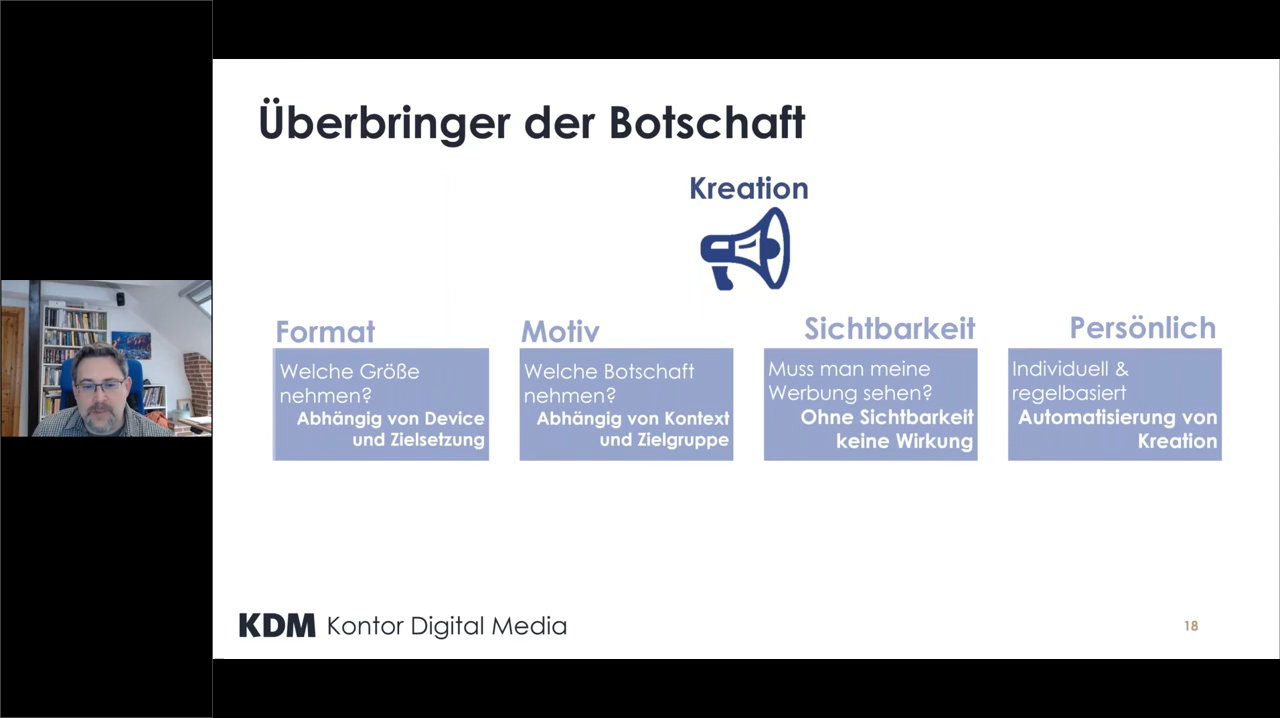 Überbringer der Botschaft
Kreation
Format
Welche Größe
nehmen?
Abhängig von Device
und Zielsetzung
Motiv
Welche Botschaft
nehmen?
Abhängig von Kontext
und Zielgruppe
Sichtbarkeit
Muss man meine
Werbung sehen?
Ohne Sichtbarkeit
keine Wirkung
Persönlich
Individuell &
regelbasiert
Automatisierung von
Kreation
KDM Kontor Digital Media
18